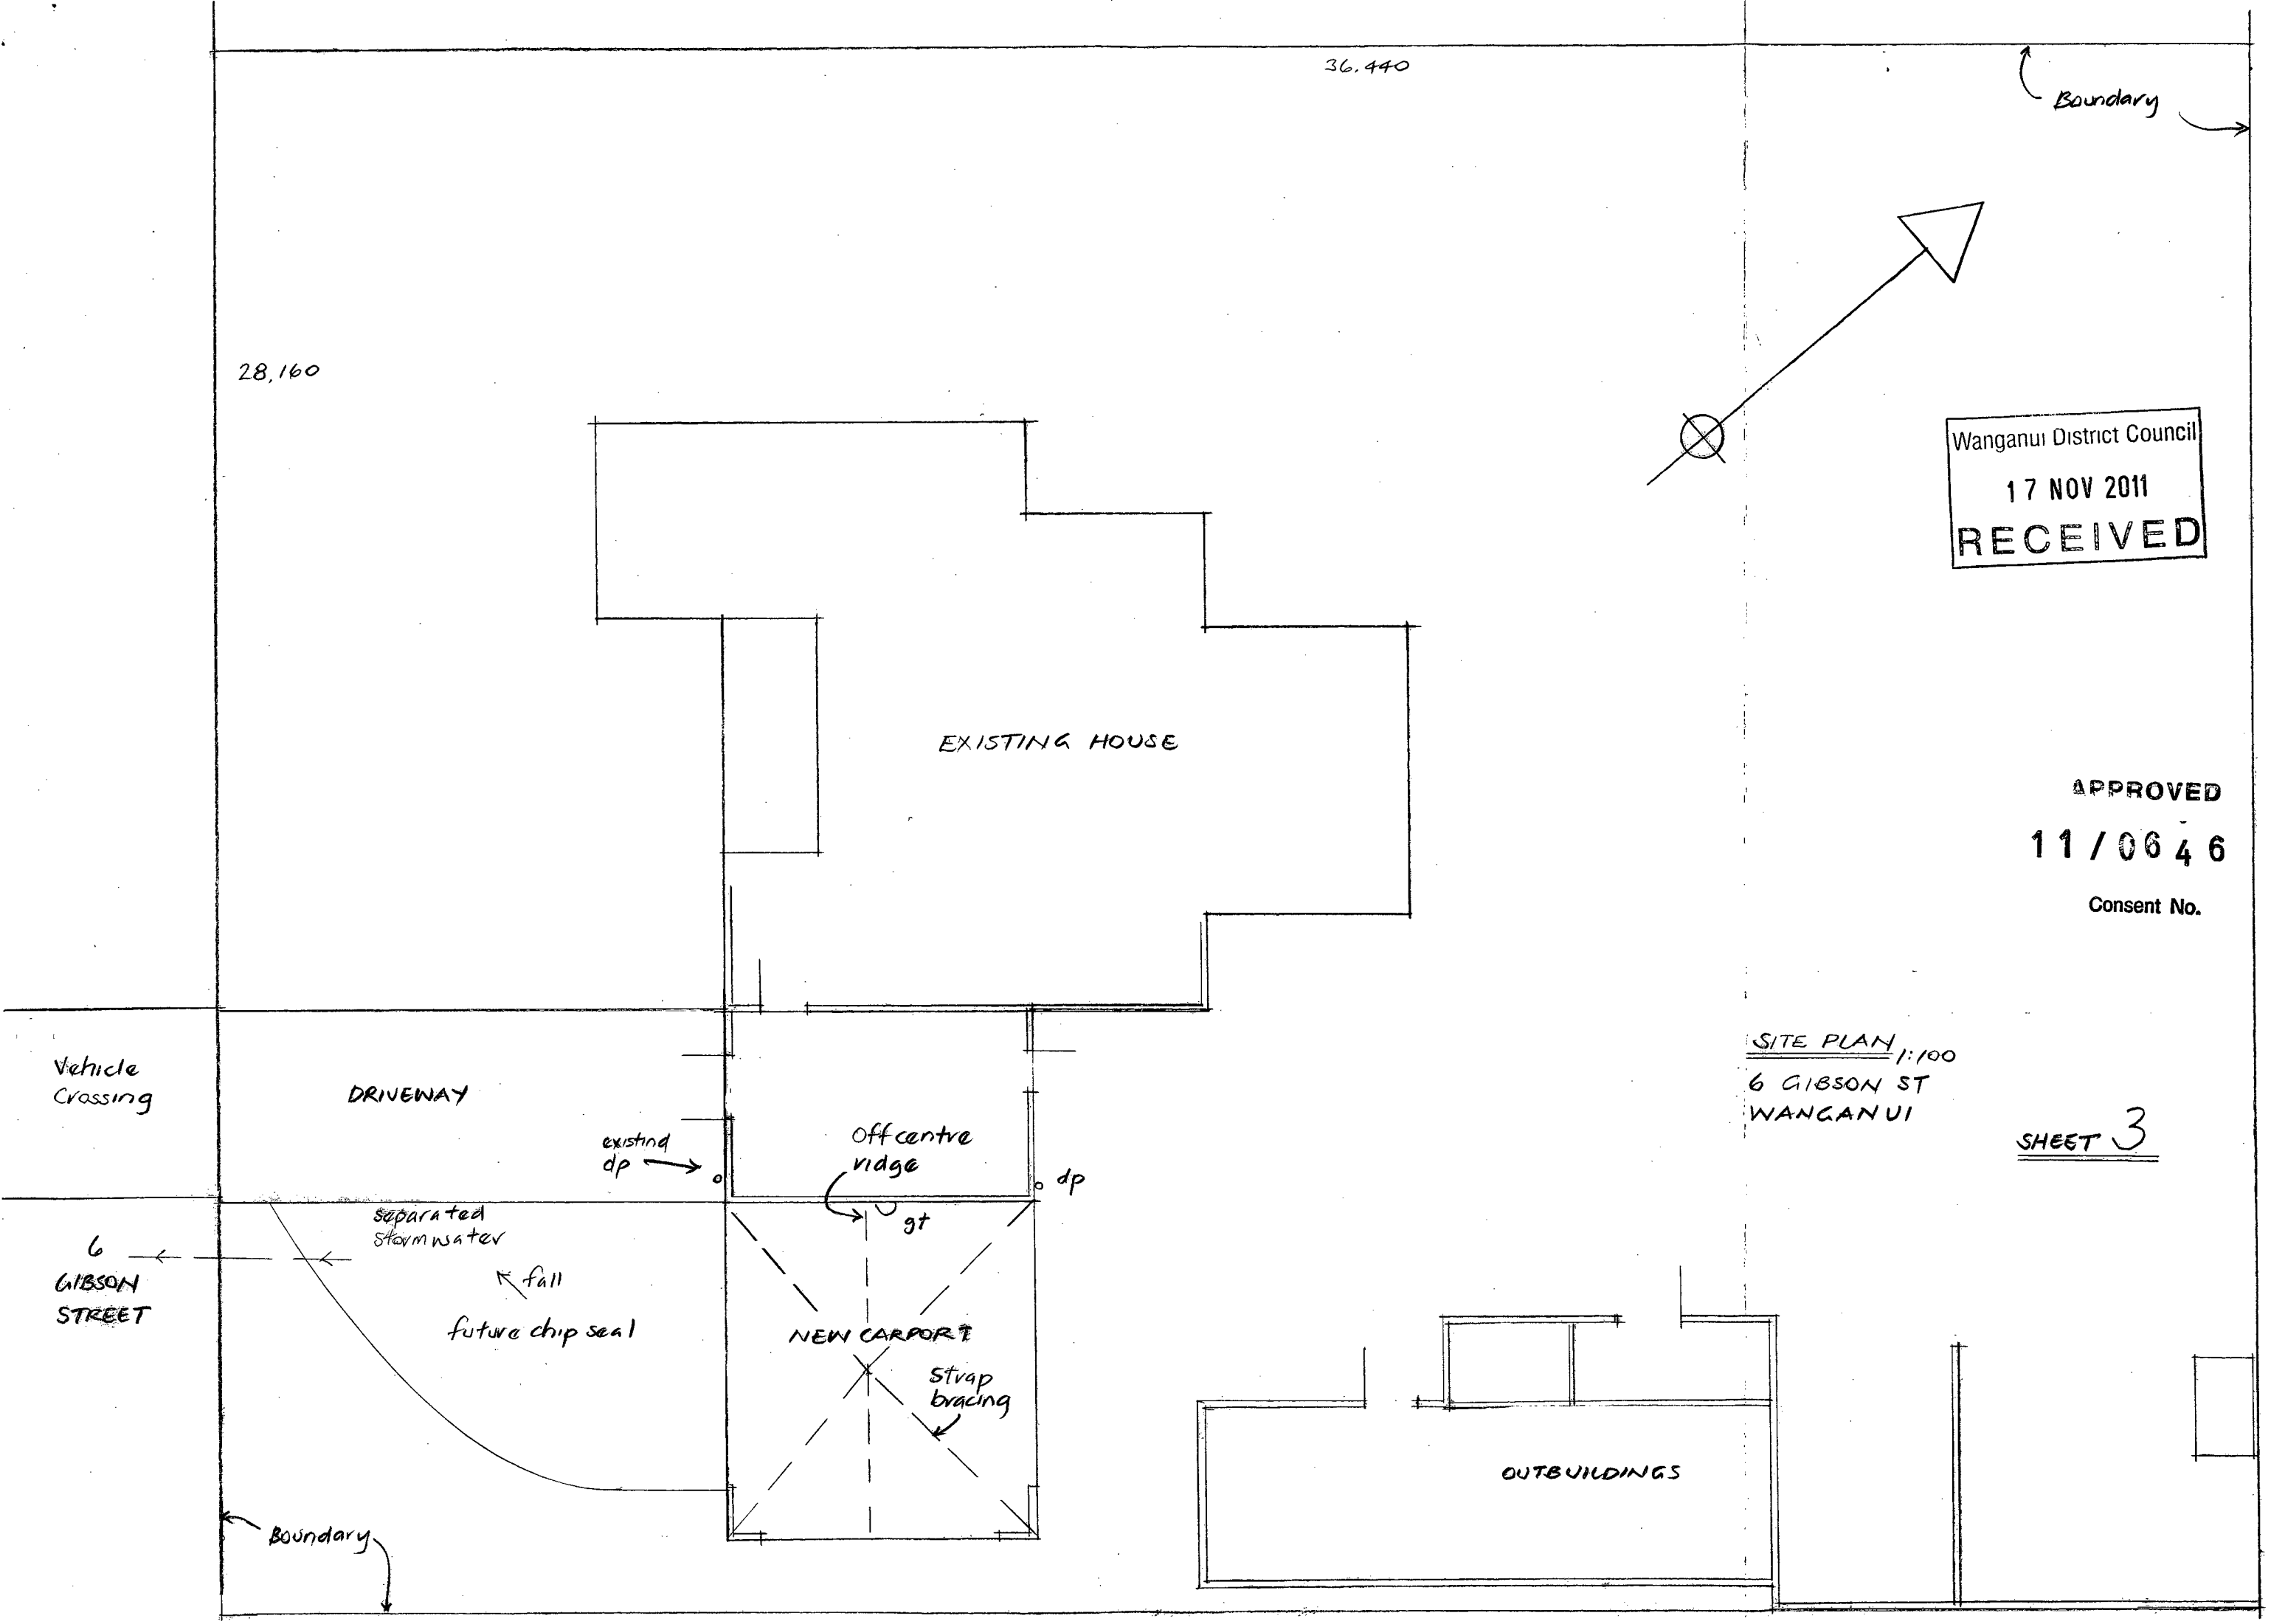 36.440
Boundary
28,160
Wanganui District Council
17 NOV 2011
RECEIVED
EXISTING HOUSE
APPROVED
11/0646
Consent No.
SITE PLAN 1:100
6 GIBSON ST
WANGANUI
SHEET 3
Vehicle
Crossing
DRIVEWAY
existind
dp
Off centre
ridge
dp
gt
separated
stormwater
6
GIBSON
STREET
fall
future chip seal
NEW CARPORT
Strap
bracing
OUTBUILDINGS
Boundary